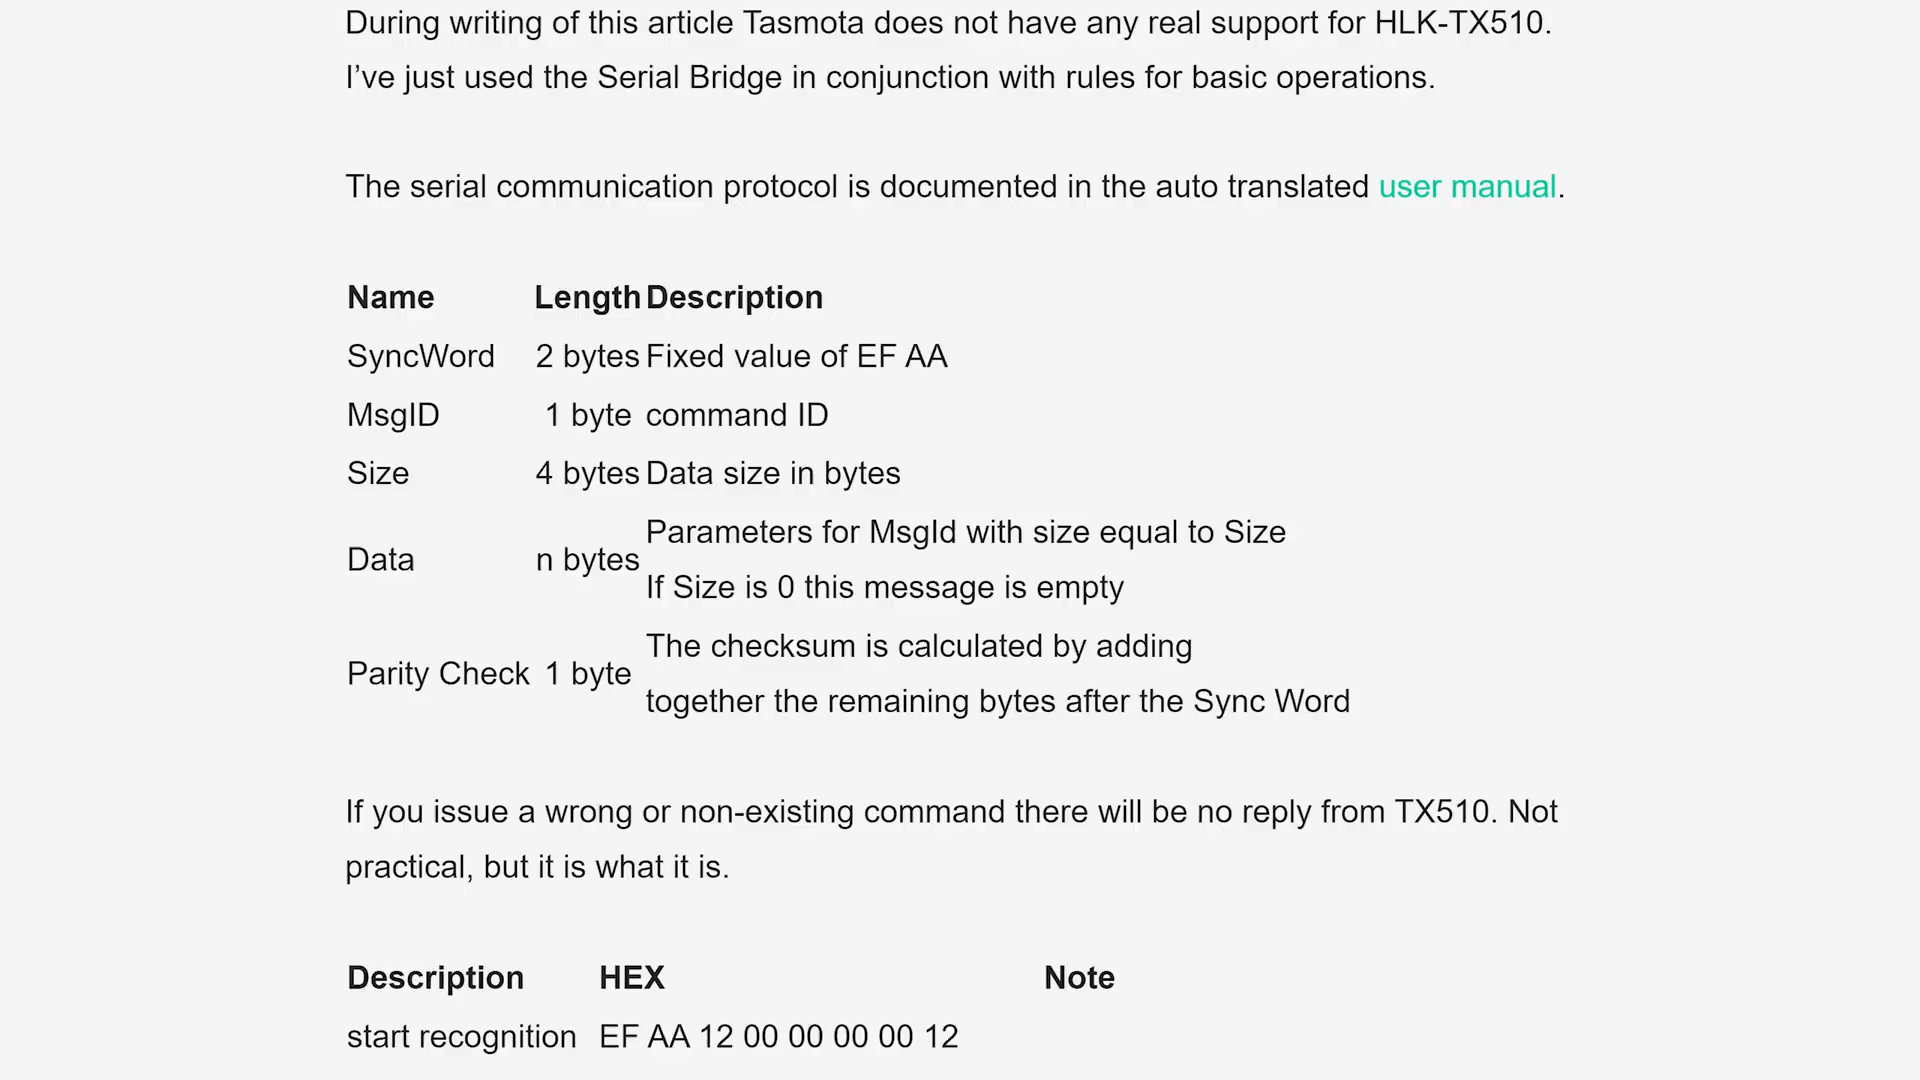 During writing of this article Tasmota does not have any real support for HLK-TX510.
I’ve just used the Serial Bridge in conjunction with rules for basic operations.
The serial communication protocol is documented in the auto translated user manual.
Name Length Description
SyncWord 2 bytes Fixed value of EF AA
MsgID 1 byte command ID
Size 4 bytes Data size in bytes
Data n bytes Parameters for MsgId with size equal to Size
If Size is 0 this message is empty
Parity Check 1 byte The checksum is calculated by adding
together the remaining bytes after the Sync Word
If you issue a wrong or non-existing command there will be no reply from TX510. Not
practical, but it is what it is.
Description HEX Note
start recognition EF AA 12 00 00 00 00 12